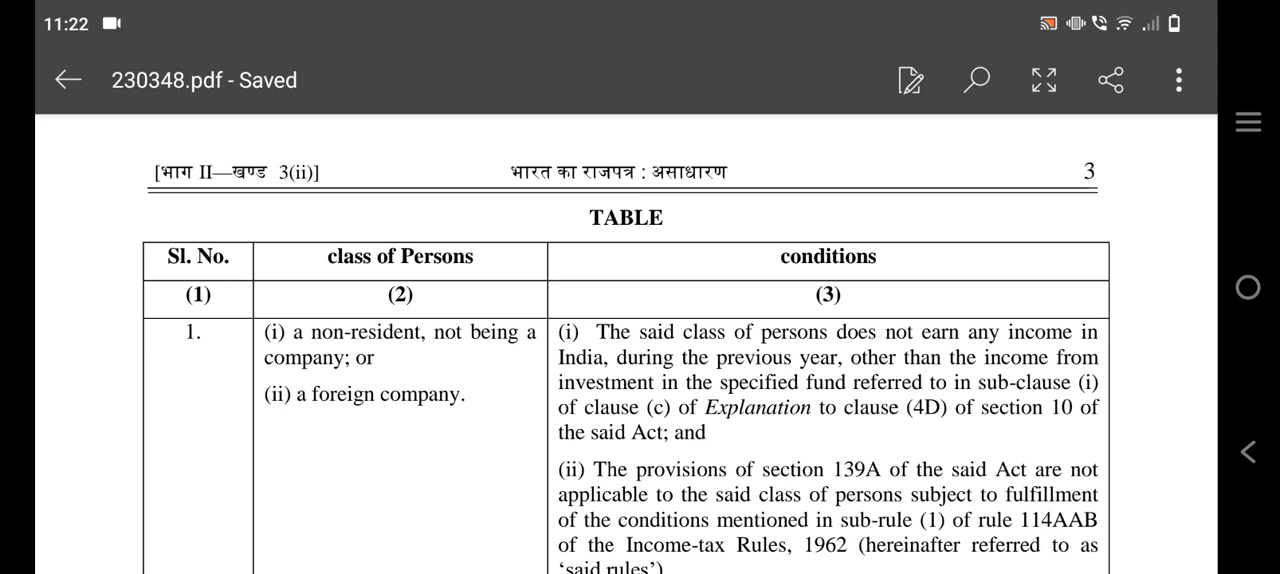 11:22
230348.pdf - Saved
[भाग II—खण्ड 3(ii)] भारत का राजपत्र : असाधारण 3
TABLE
Sl. No. class of Persons conditions
(1) (2) (3)
1. (i) a non-resident, not being a company; or
(ii) a foreign company.
(i) The said class of persons does not earn any income in
India, during the previous year, other than the income from
investment in the specified fund referred to in sub-clause (i)
of clause (c) of Explanation to clause (4D) of section 10 of
the said Act; and
(ii) The provisions of section 139A of the said Act are not
applicable to the said class of persons subject to fulfillment
of the conditions mentioned in sub-rule (1) of rule 114AAB
of the Income-tax Rules, 1962 (hereinafter referred to as
‘said rules’)